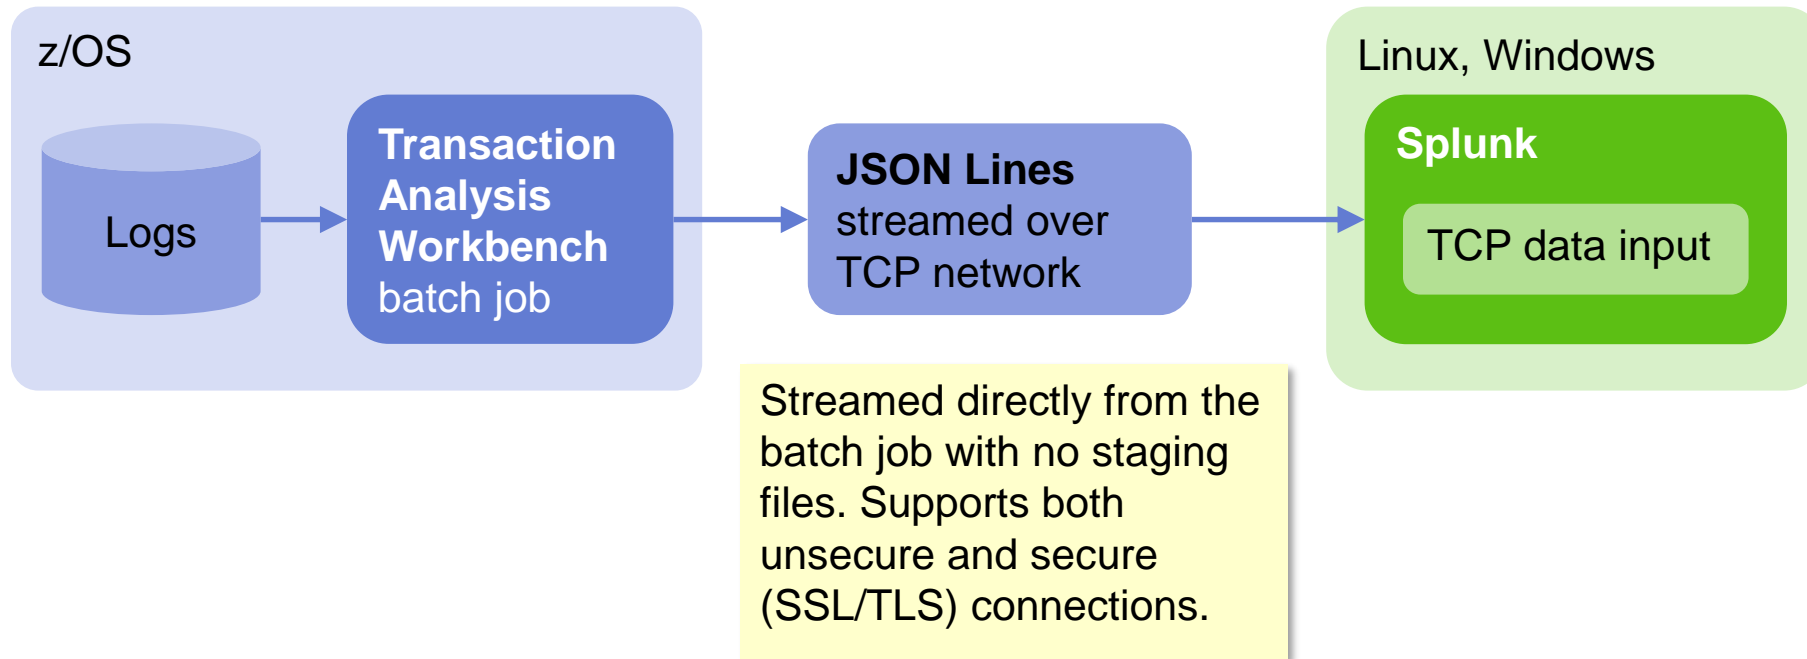 z/OS
Logs
Transaction
Analysis
Workbench
batch job
JSON Lines
streamed over
TCP network
Linux, Windows
Splunk
TCP data input
Streamed directly from the
batch job with no staging
files. Supports both
unsecure and secure
(SSL/TLS) connections.